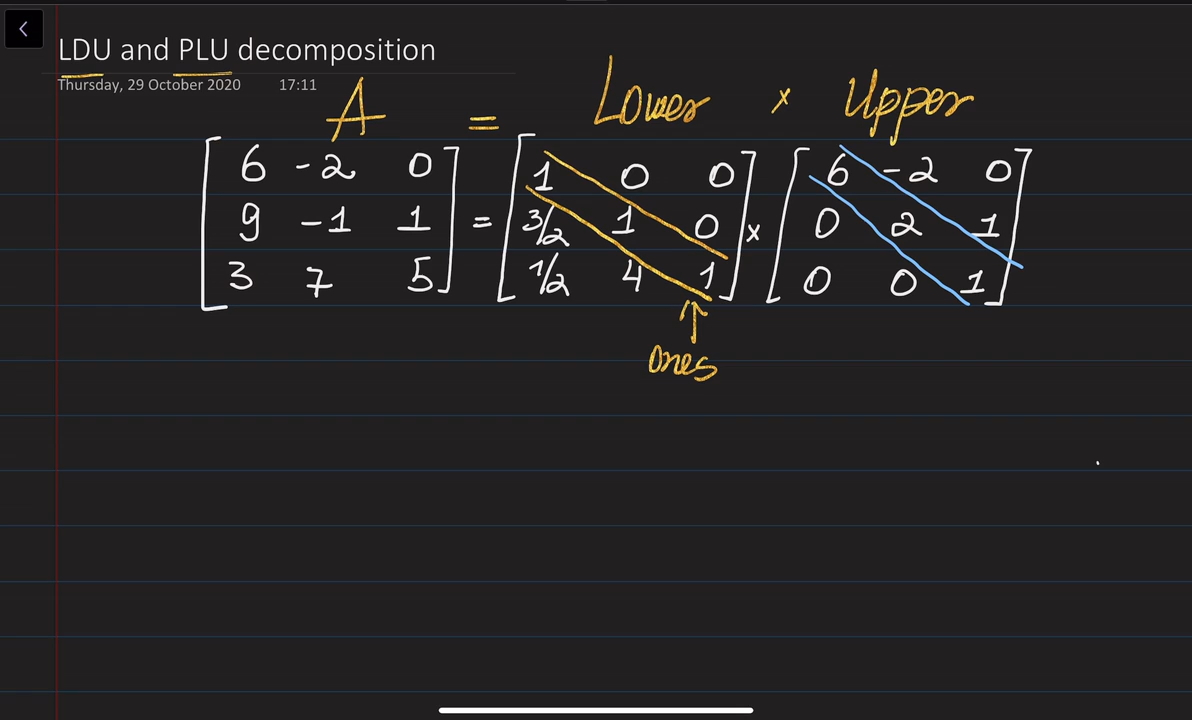 LDU and PLU decomposition
Thursday, 29 October 2020 17:11
A = Lower × Upper
6 -2 0 1 0 0 6 -2 0
9 -1 1 = 3/2 1 0 × 0 2 1
3 7 5 1/2 4 1 0 0 1
↑
ones